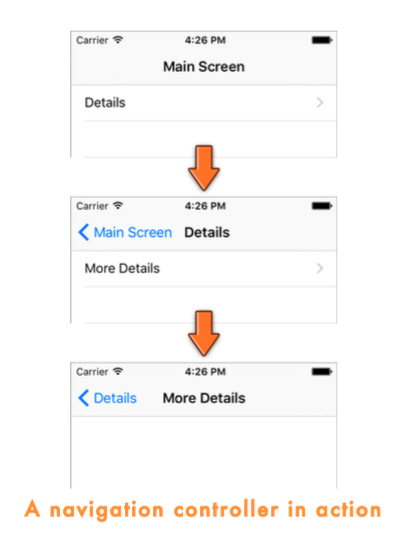 Carrier 4:26 PM
Main Screen
Details
Carrier 4:26 PM
Main Screen Details
More Details
Carrier 4:26 PM
Details More Details
A navigation controller in action